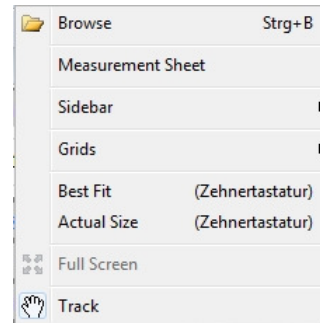 Browse Strg+B
Measurement Sheet
Sidebar
Grids
Best Fit (Zehnertastatur)
Actual Size (Zehnertastatur)
Full Screen
Track